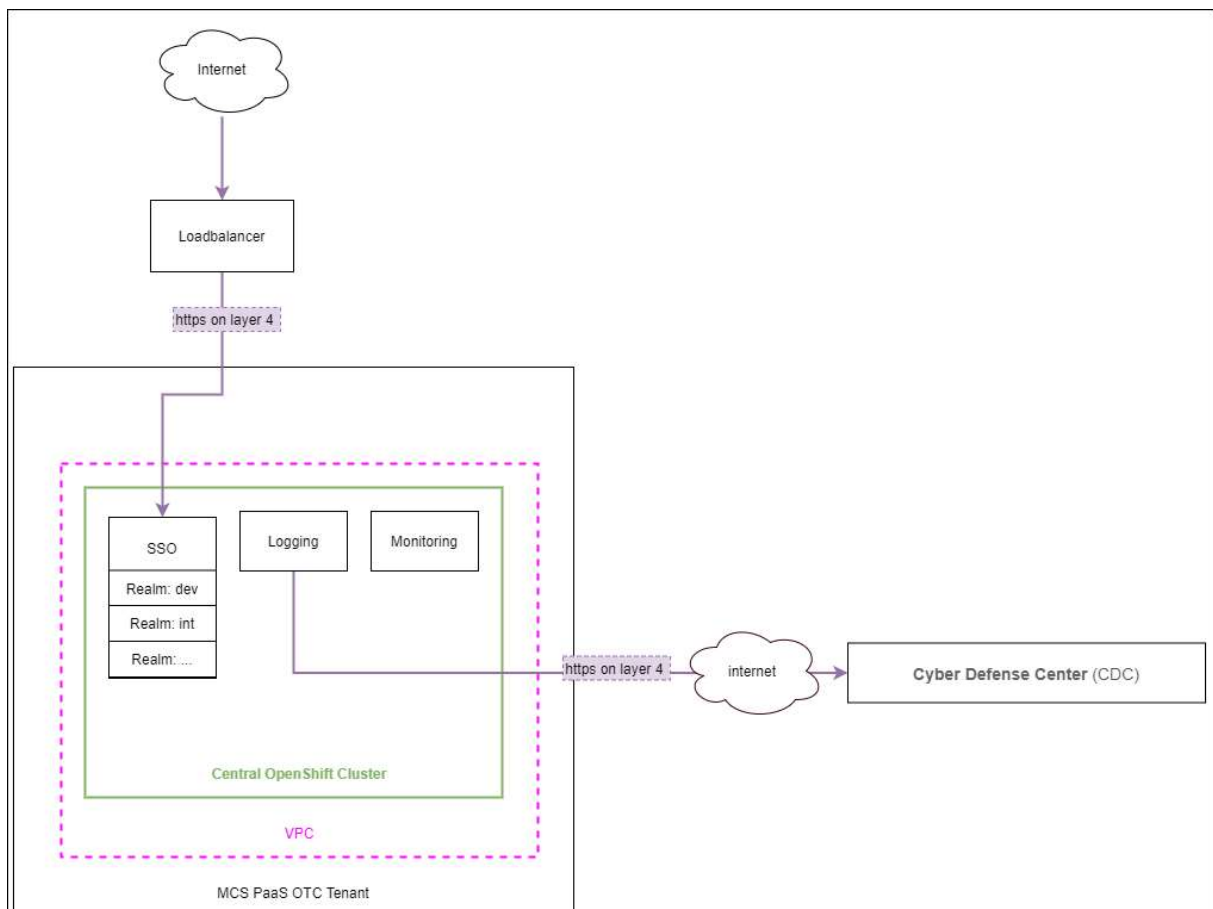 Internet
Loadbalancer
https on layer 4
SSO
Logging
Monitoring
Realm: dev
Realm: int
Realm: ...
https on layer 4
internet
Cyber Defense Center (CDC)
Central OpenShift Cluster
VPC
MCS PaaS OTC Tenant